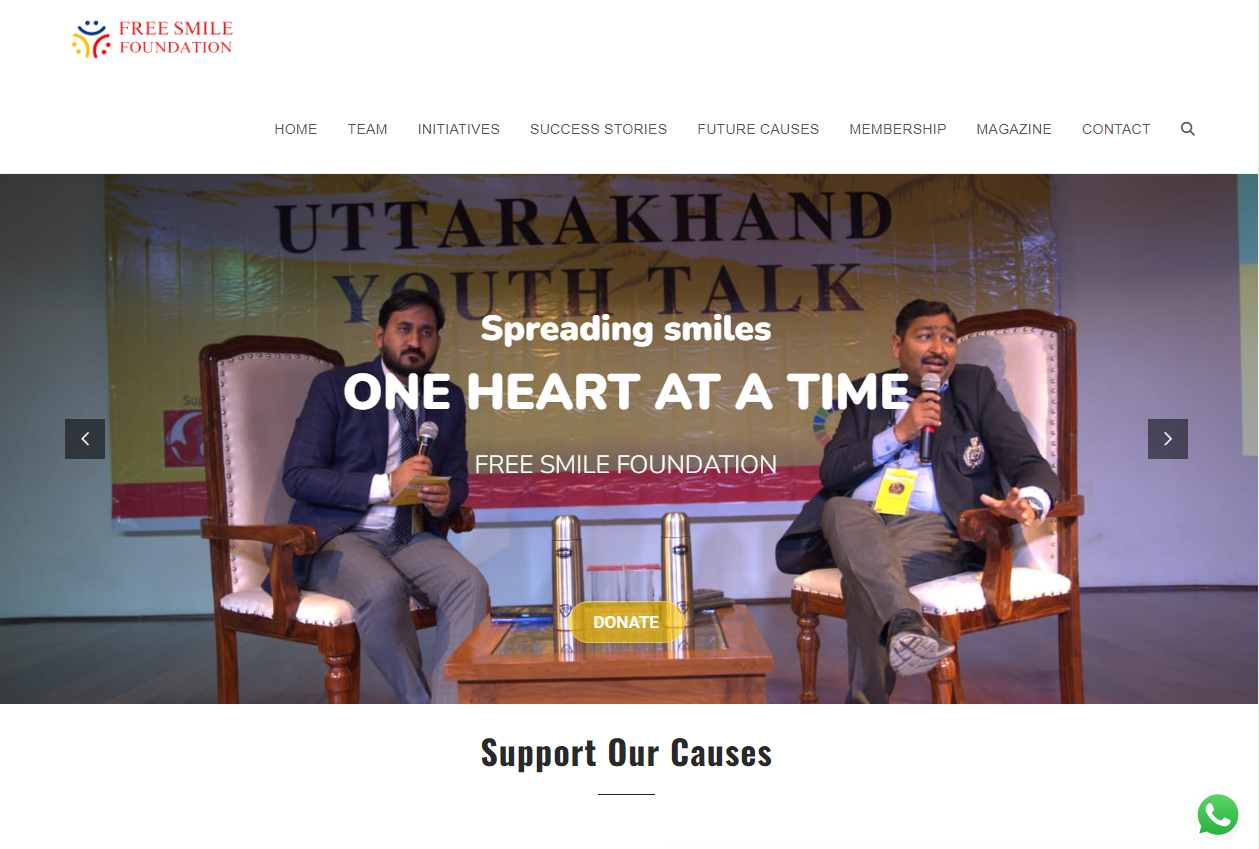 FREE SMILE
FOUNDATION
HOME TEAM INITIATIVES SUCCESS STORIES FUTURE CAUSES MEMBERSHIP MAGAZINE CONTACT
UTTARAKHAND
YOUTH TALK
Spreading smiles
ONE HEART AT A TIME
FREE SMILE FOUNDATION
DONATE
Support Our Causes